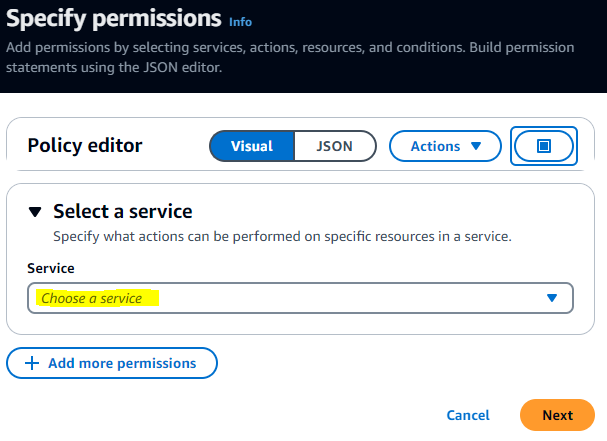 Specify permissions Info
Add permissions by selecting services, actions, resources, and conditions. Build permission
statements using the JSON editor.
Policy editor
Visual
JSON
Actions
Select a service
Specify what actions can be performed on specific resources in a service.
Service
Choose a service
Add more permissions
Cancel
Next